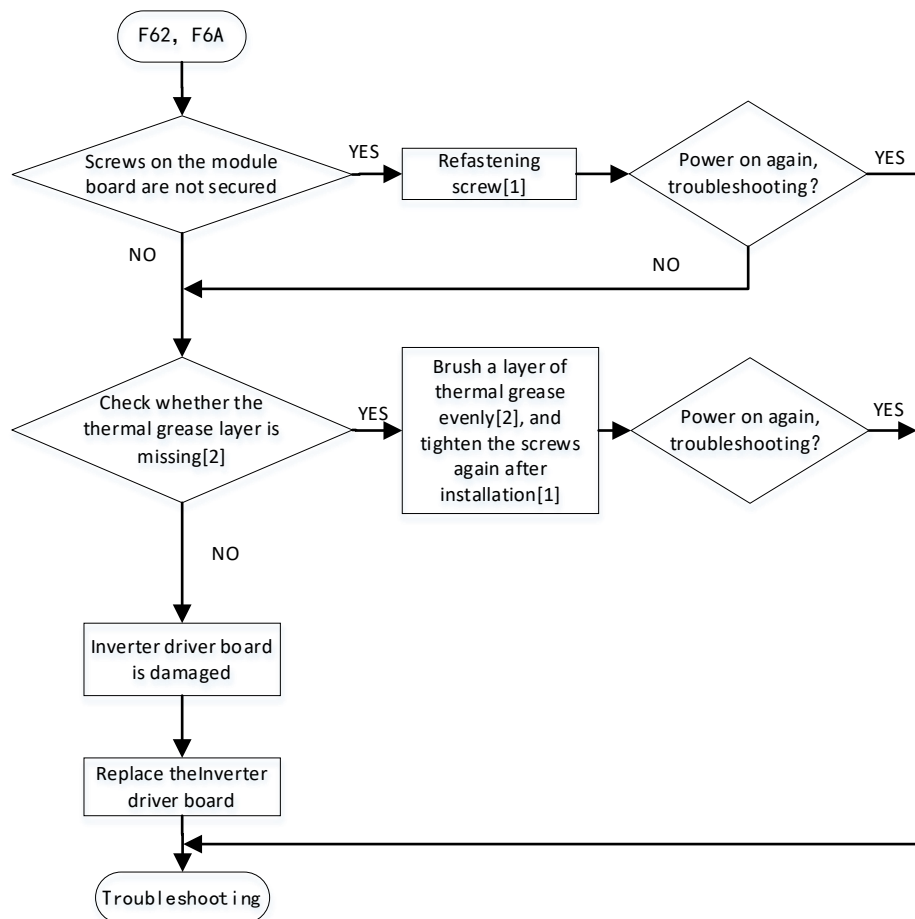 F62, F6A
Screws on the module
board are not secured
YES
Refastening
screw[1]
Power on again,
troubleshooting?
YES
NO
NO
Check whether the
thermal grease layer is
missing[2]
YES
Brush a layer of
thermal grease
evenly[2], and
tighten the screws
again after
installation[1]
Power on again,
troubleshooting?
YES
NO
Inverter driver board
is damaged
Replace theInverter
driver board
Troubleshooting